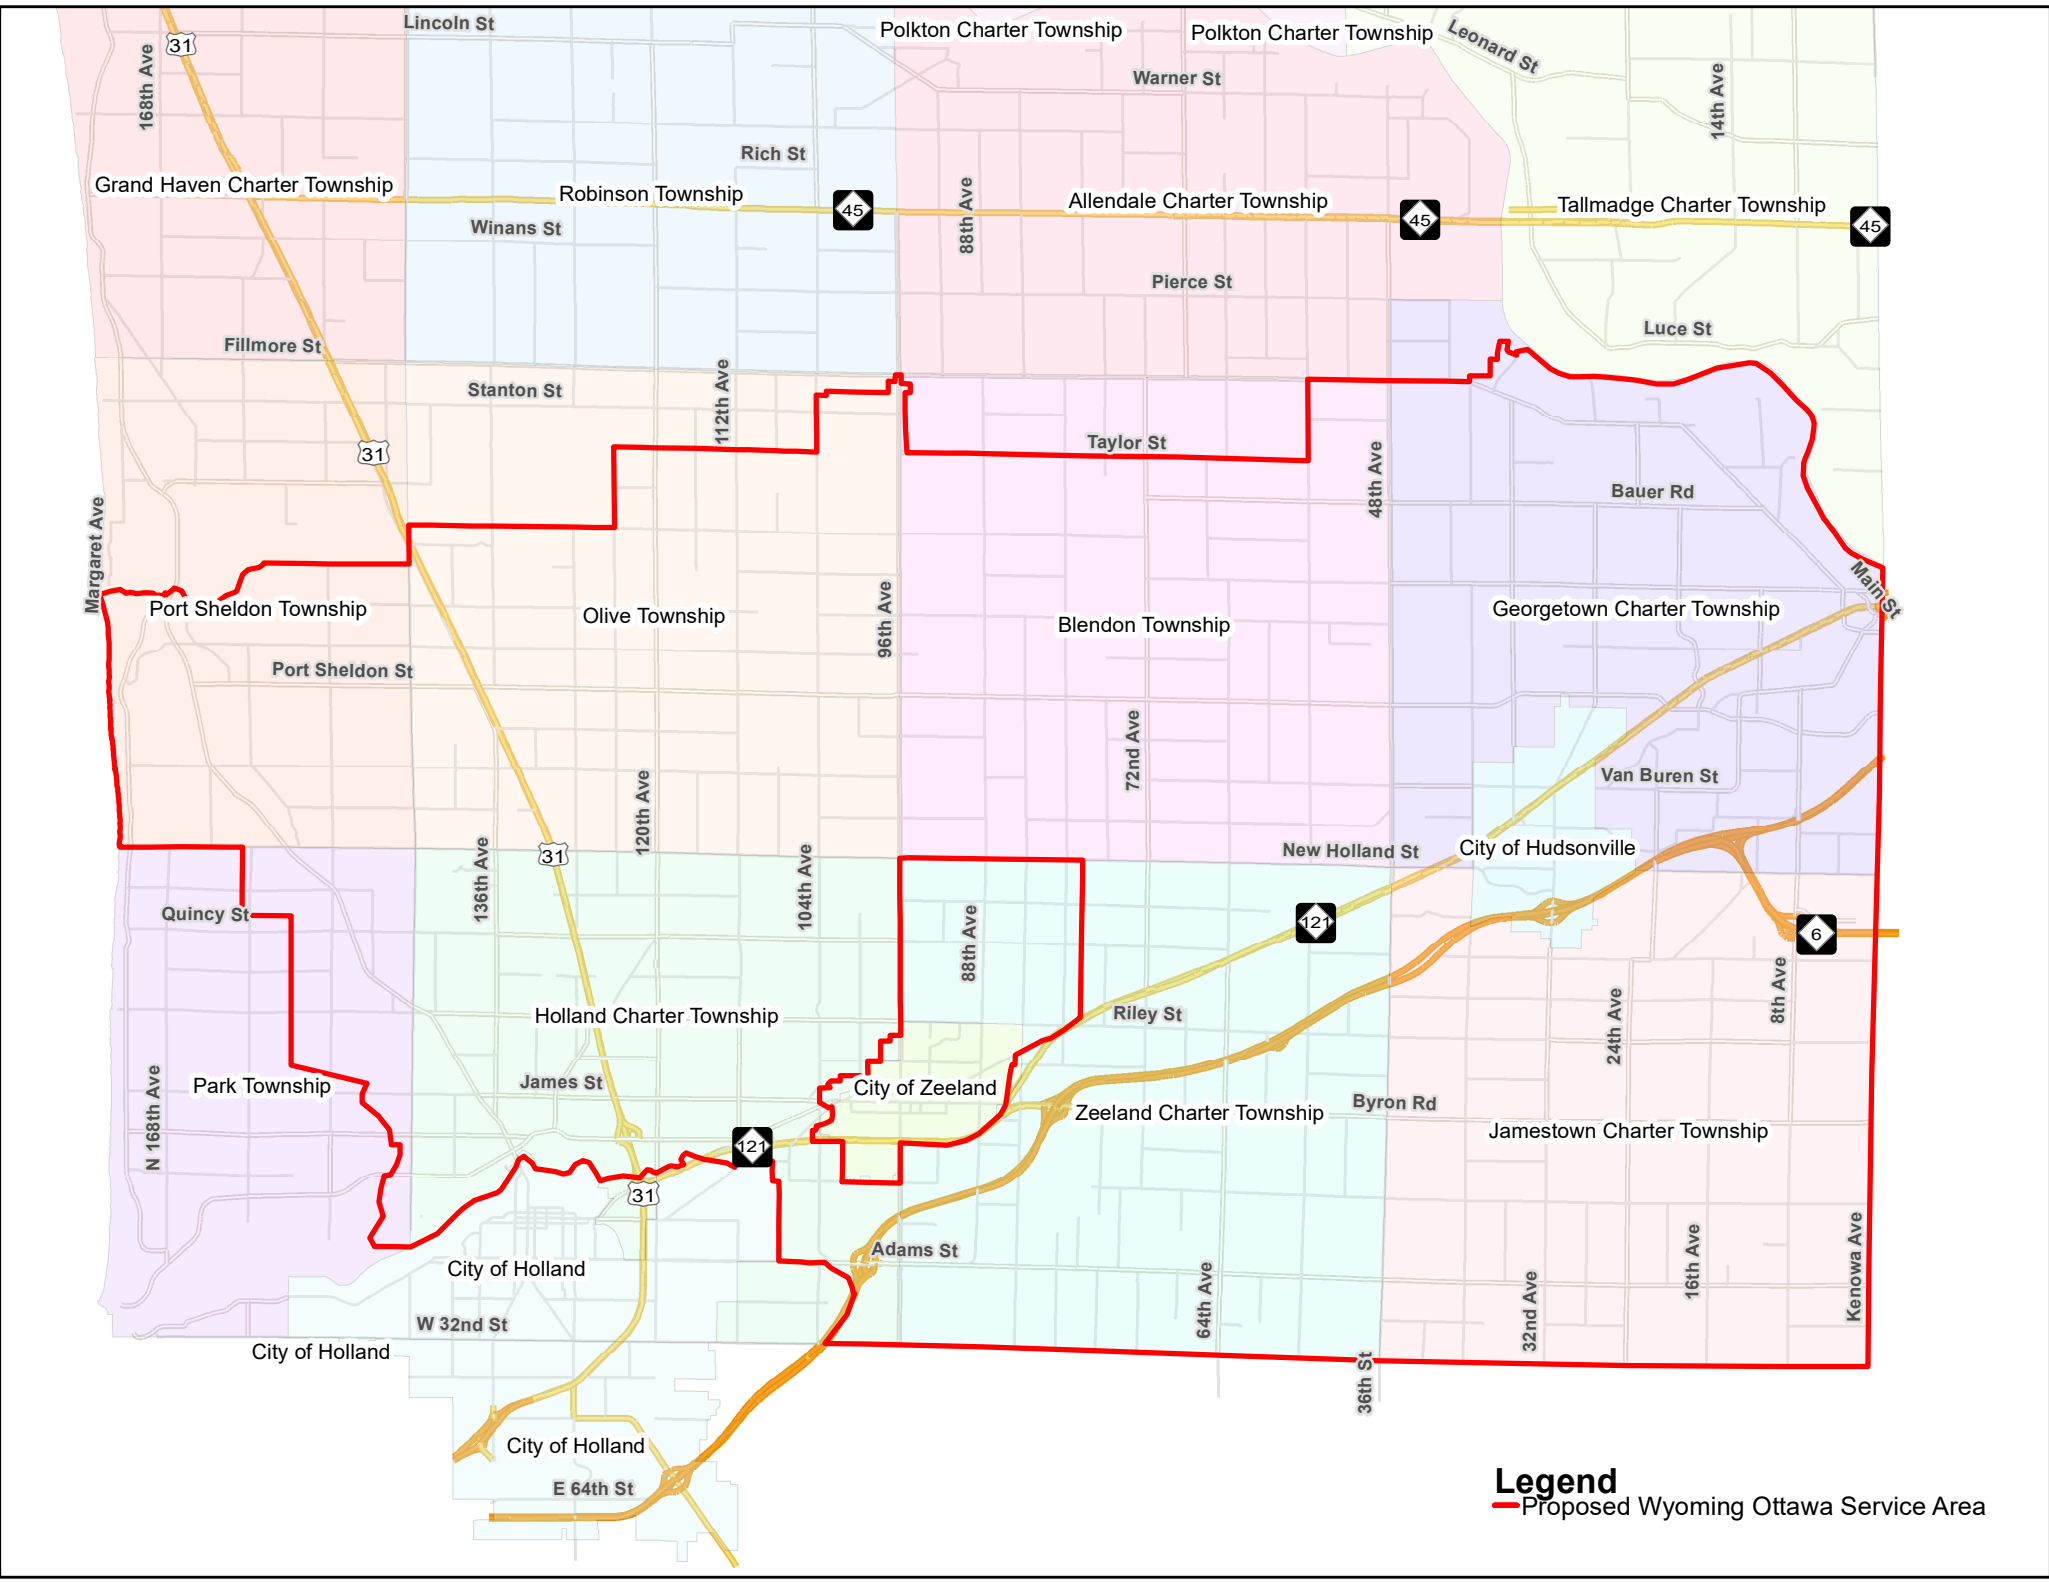 Lincoln St
Polkton Charter Township
Polkton Charter Township
Leonard St
31
168th Ave
Warner St
14th Ave
Rich St
Grand Haven Charter Township
Robinson Township
45
88th Ave
Allendale Charter Township
45
Tallmadge Charter Township
45
Winans St
Pierce St
Luce St
Fillmore St
Stanton St
112th Ave
31
Taylor St
48th Ave
Bauer Rd
Margaret Ave
Port Sheldon Township
Olive Township
96th Ave
Blendon Township
Georgetown Charter Township
Main St
Port Sheldon St
72nd Ave
Van Buren St
120th Ave
31
New Holland St
City of Hudsonville
136th Ave
104th Ave
Quincy St
88th Ave
121
6
8th Ave
Holland Charter Township
Riley St
24th Ave
Park Township
N 168th Ave
James St
City of Zeeland
Zeeland Charter Township
Byron Rd
Jamestown Charter Township
121
31
City of Holland
Adams St
64th Ave
32nd Ave
16th Ave
Kenowa Ave
W 32nd St
City of Holland
36th St
City of Holland
E 64th St
Legend
Proposed Wyoming Ottawa Service Area